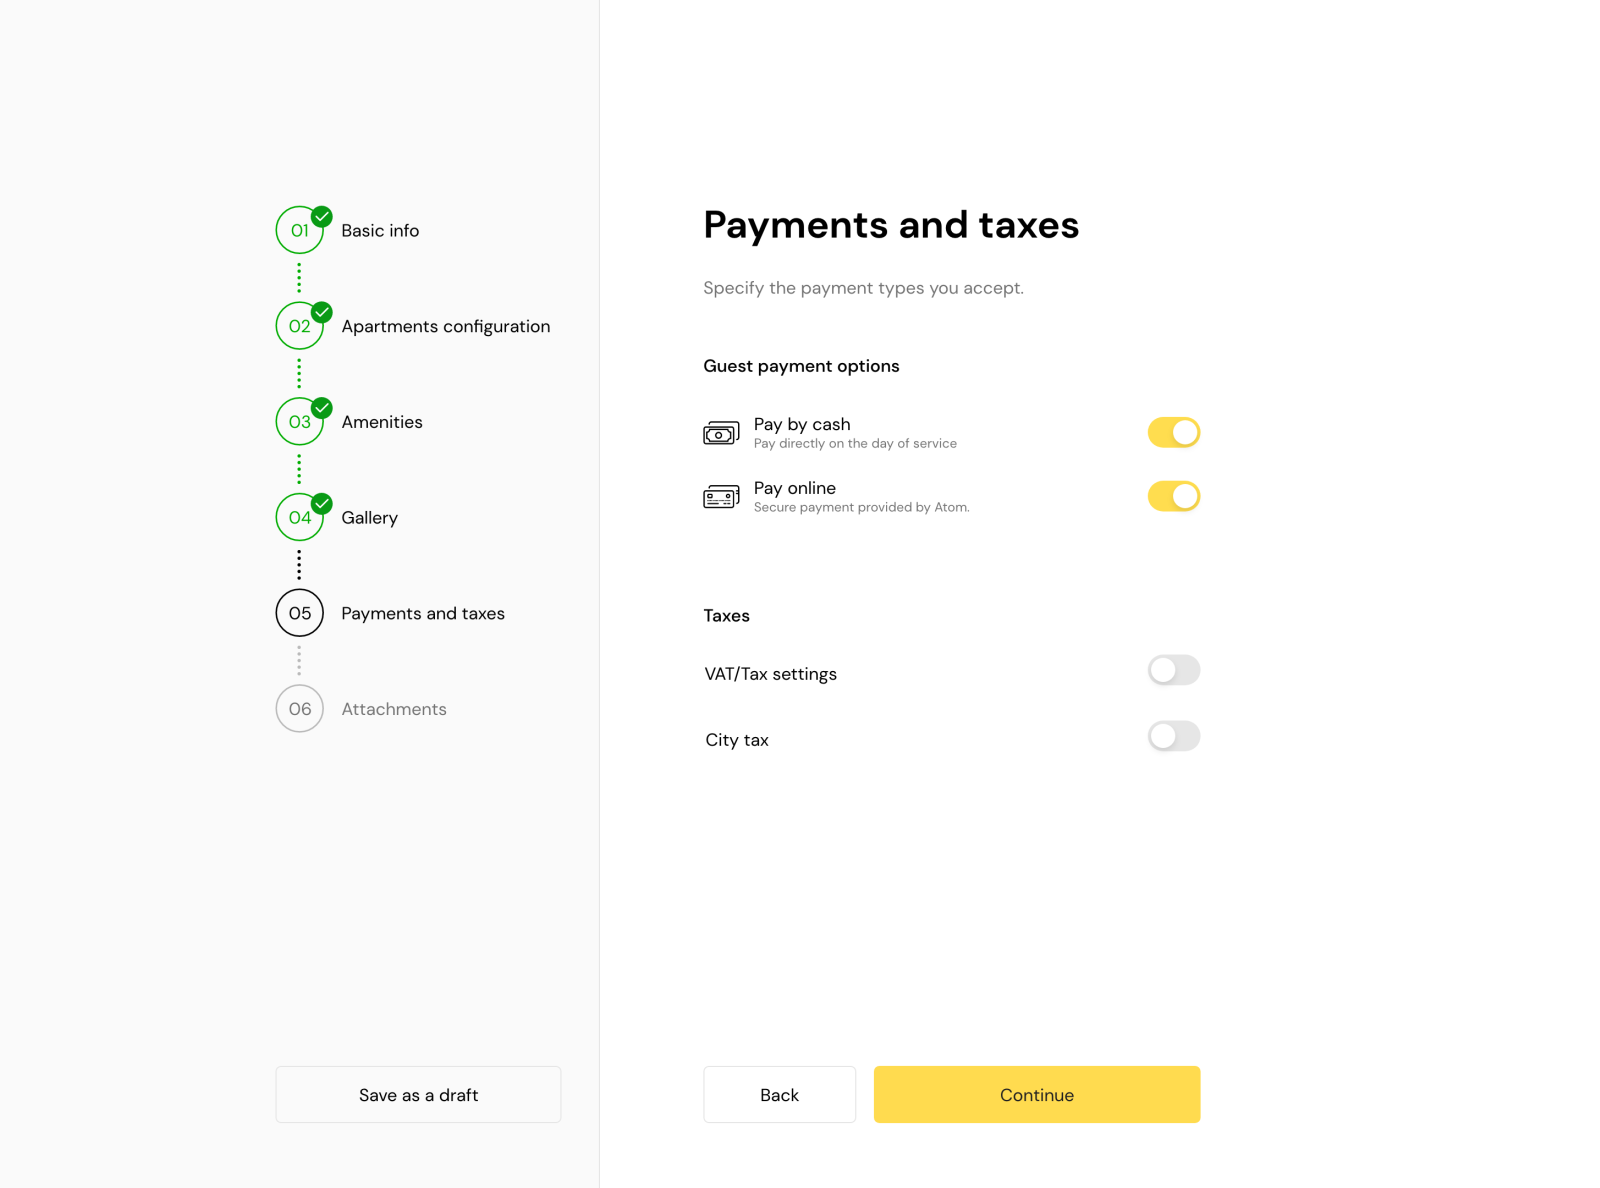 01
Basic info
02
Apartments configuration
03
Amenities
04
Gallery
05
Payments and taxes
06
Attachments
Save as a draft
Payments and taxes
Specify the payment types you accept.
Guest payment options
Pay by cash
Pay directly on the day of service
Pay online
Secure payment provided by Atom.
Taxes
VAT/Tax settings
City tax
Back
Continue